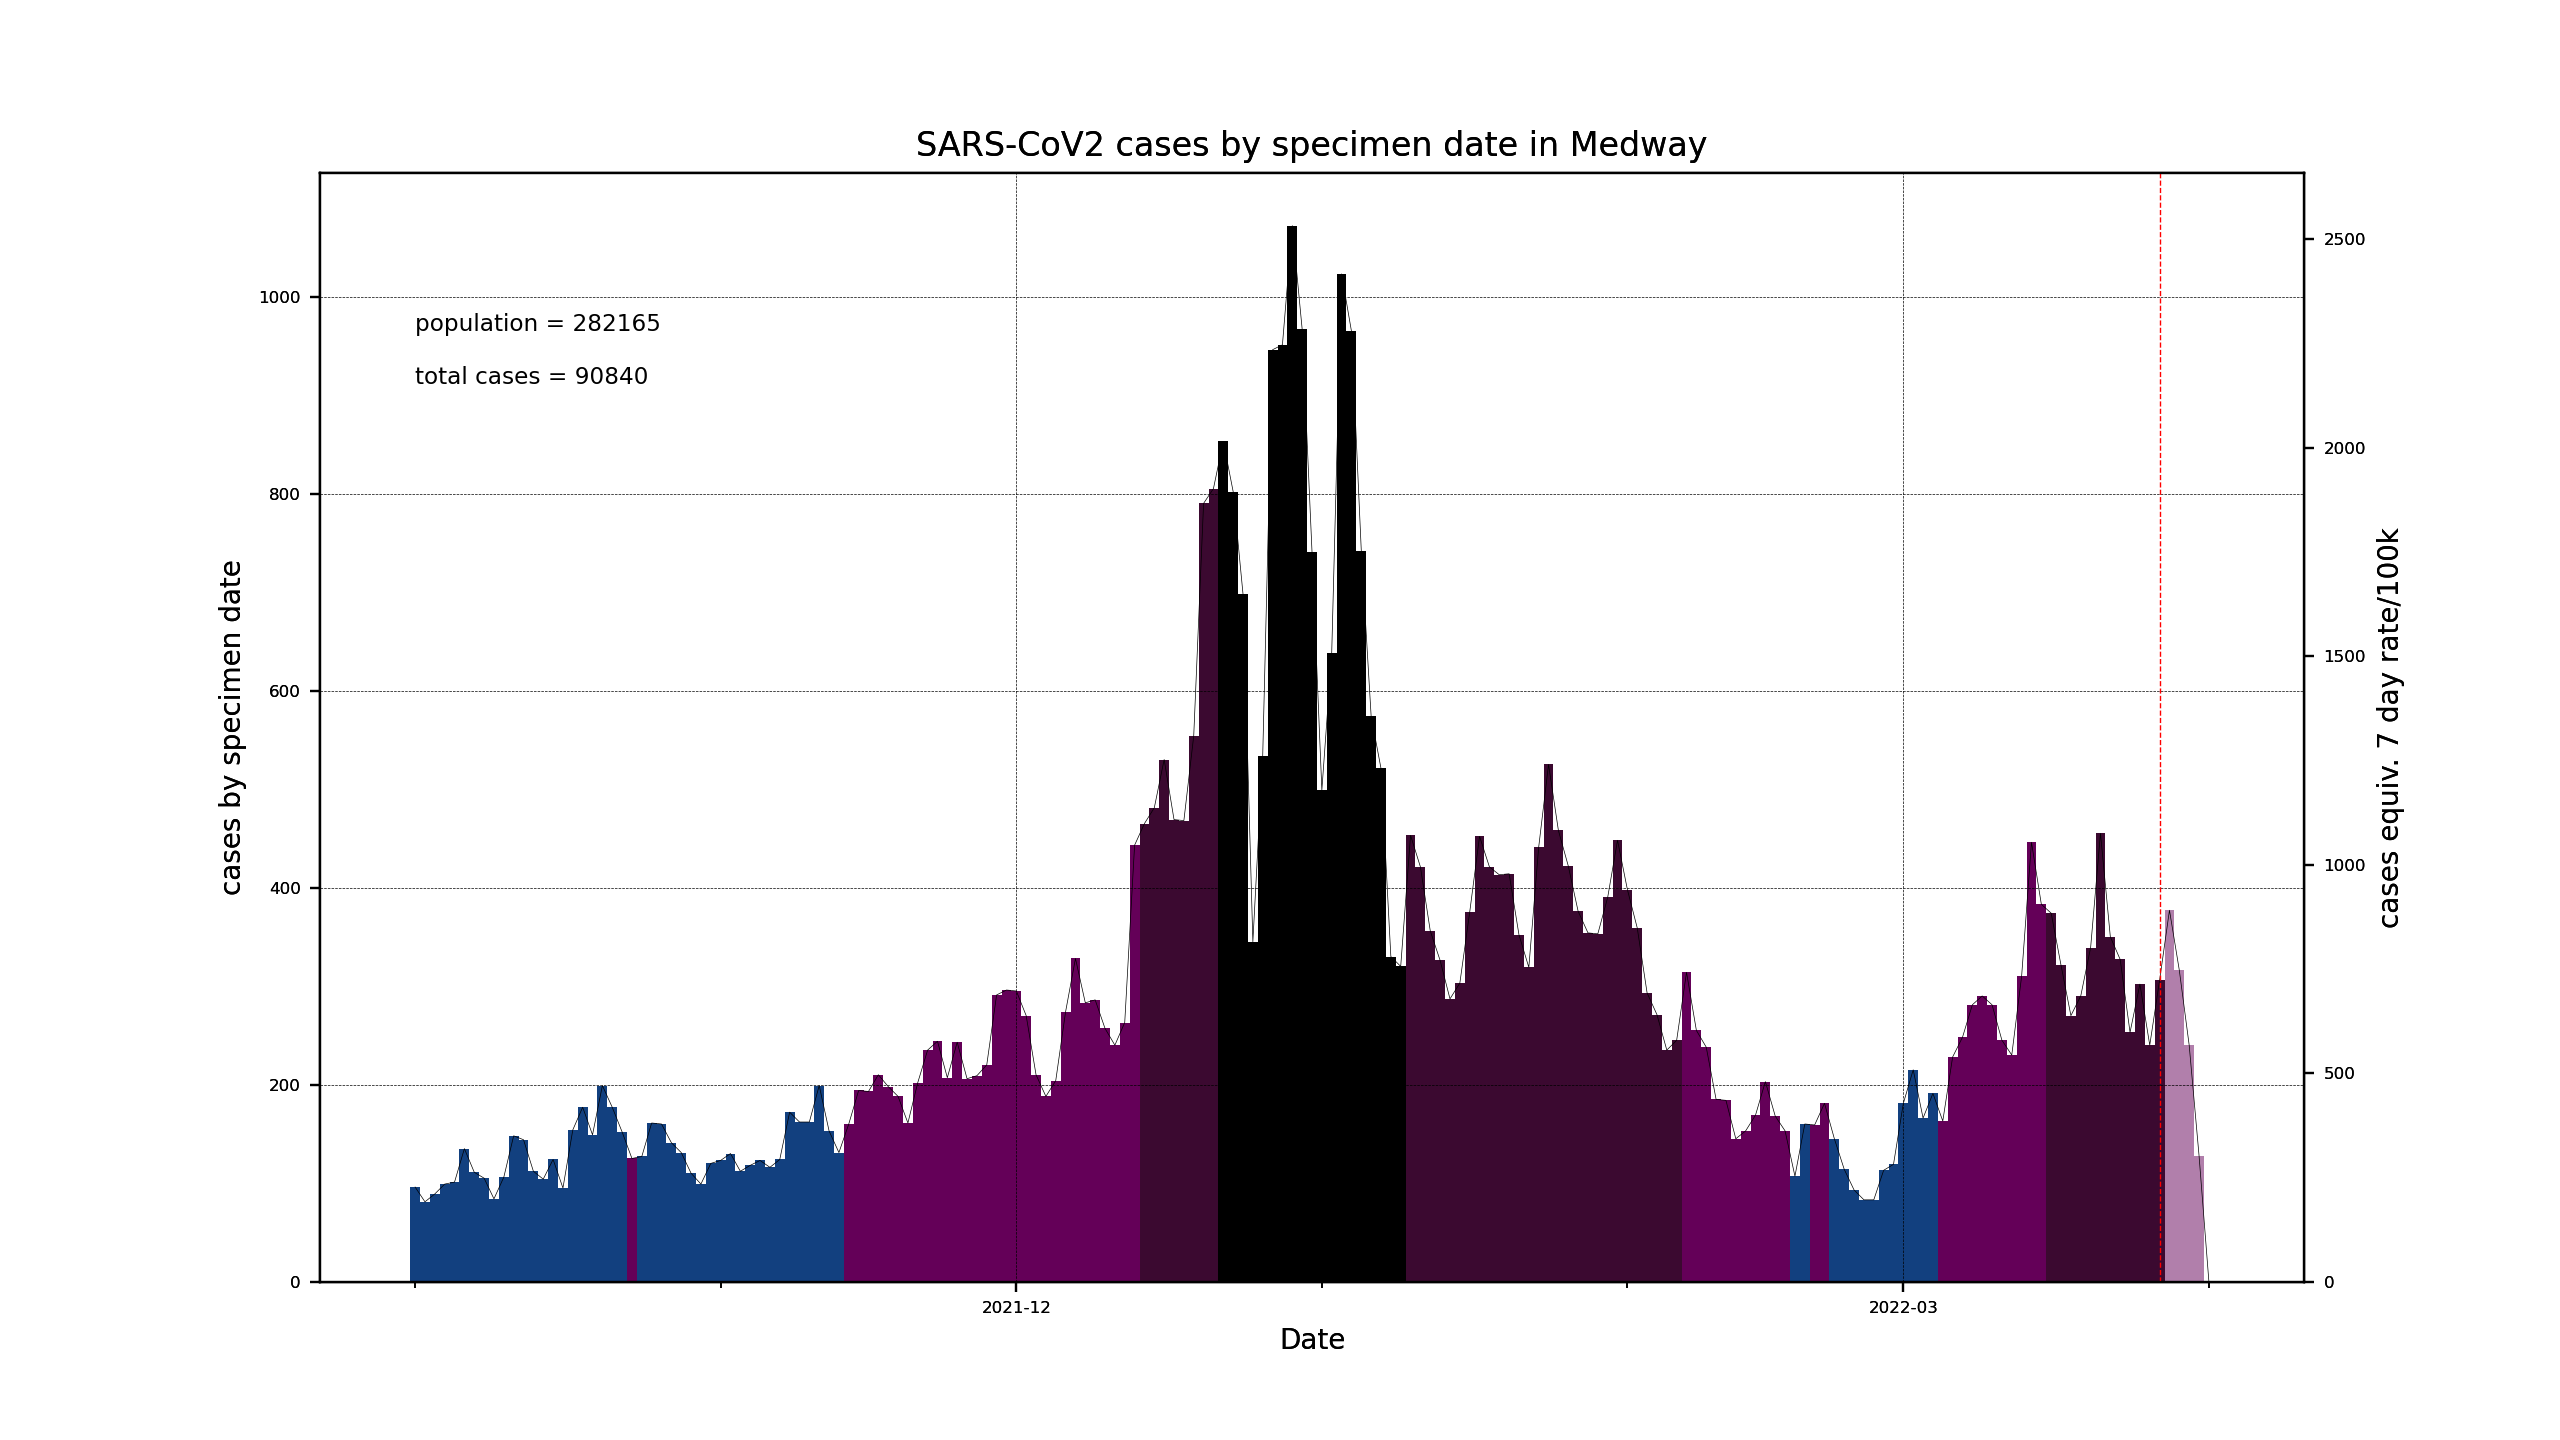 SARS-CoV2 cases by specimen date in Medway
population = 282165
total cases = 90840
cases by specimen date
1000
800
600
400
200
0
2500
2000
1500
1000
500
0
cases equiv. 7 day rate/100k
2021-12
2022-03
Date